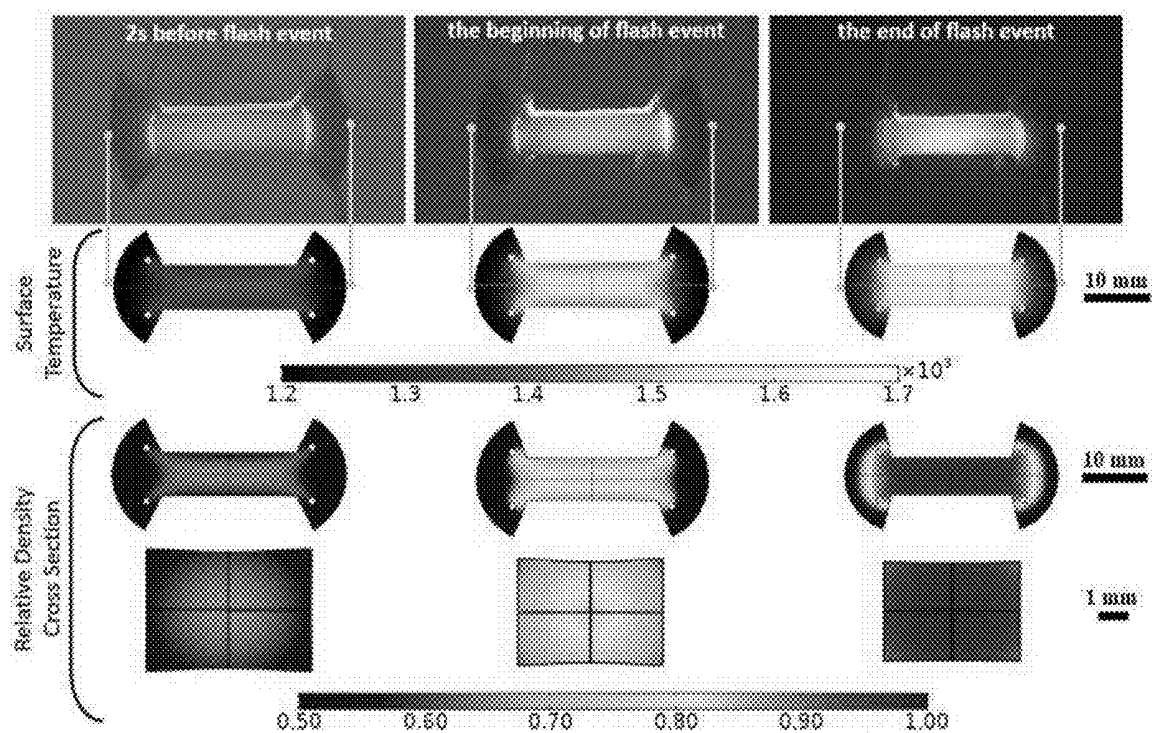 2s before flash event
the beginning of flash event
the end of flash event
Surface
Temperature
10 mm
×10³
1.2 1.3 1.4 1.5 1.6 1.7
Relative Density
Cross Section
10 mm
1 mm
0.50 0.60 0.70 0.80 0.90 1.00